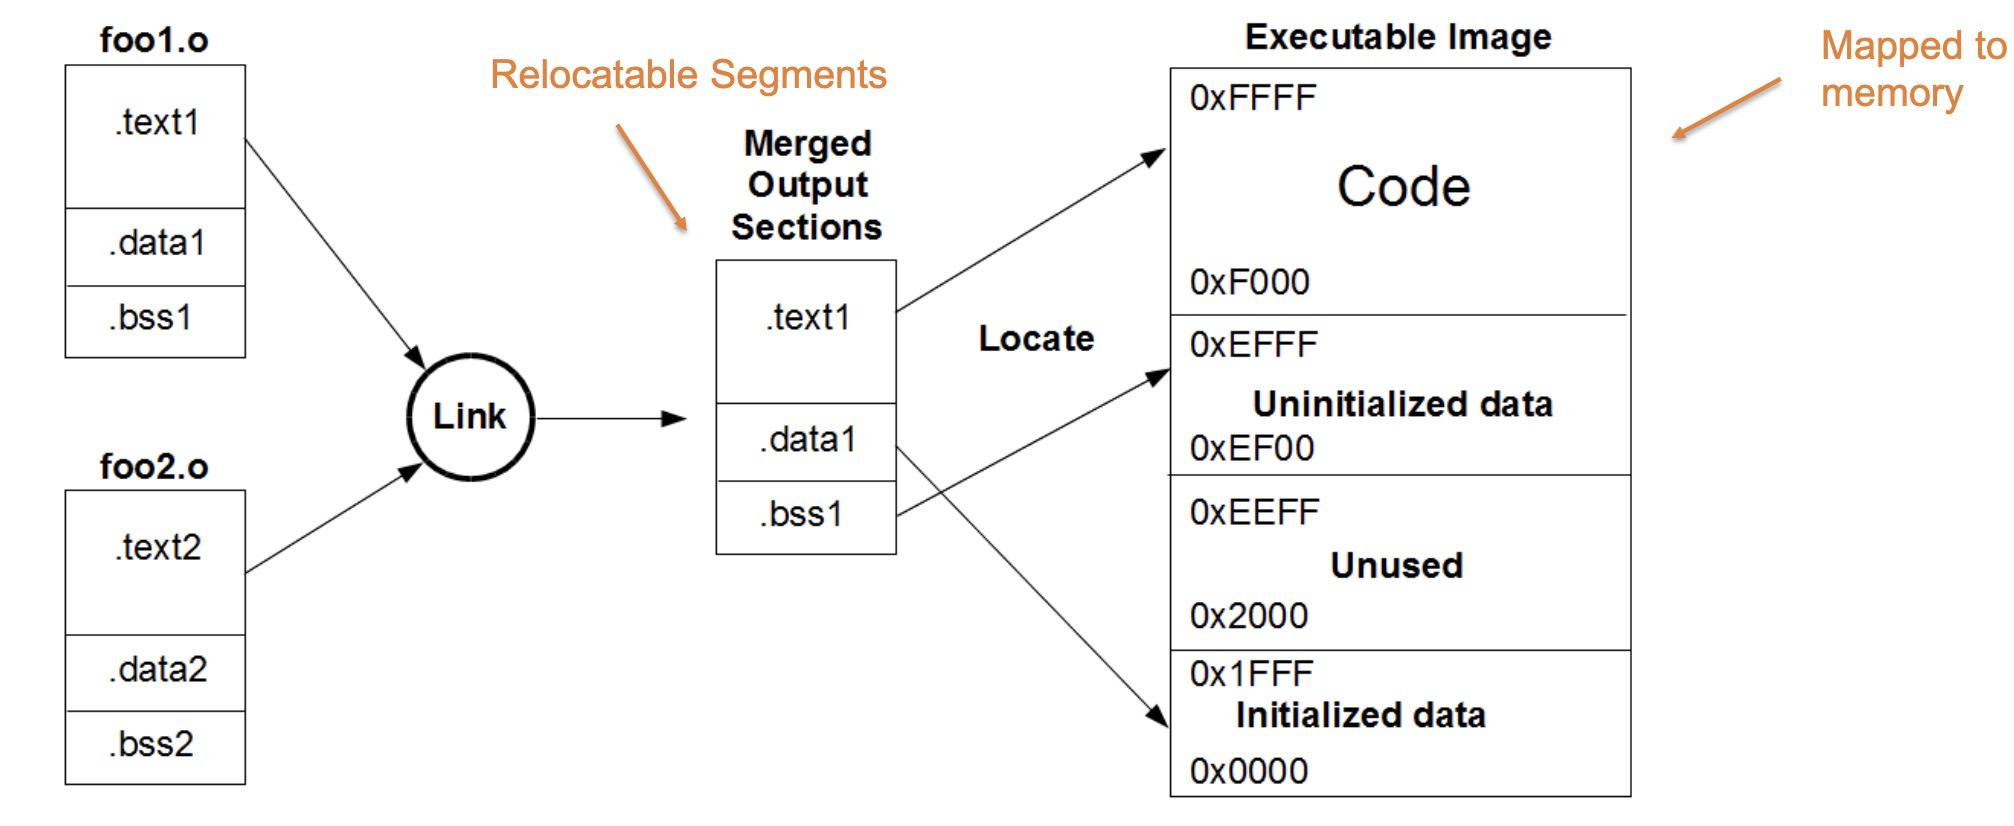 foo1.o
.text1
.data1
.bss1
foo2.o
.text2
.data2
.bss2
Link
Relocatable Segments
Merged
Output
Sections
.text1
.data1
.bss1
Locate
Executable Image
0xFFFF
Code
0xF000
0xEFFF
Uninitialized data
0xEF00
0xEEFF
Unused
0x2000
0x1FFF
Initialized data
0x0000
Mapped to
memory